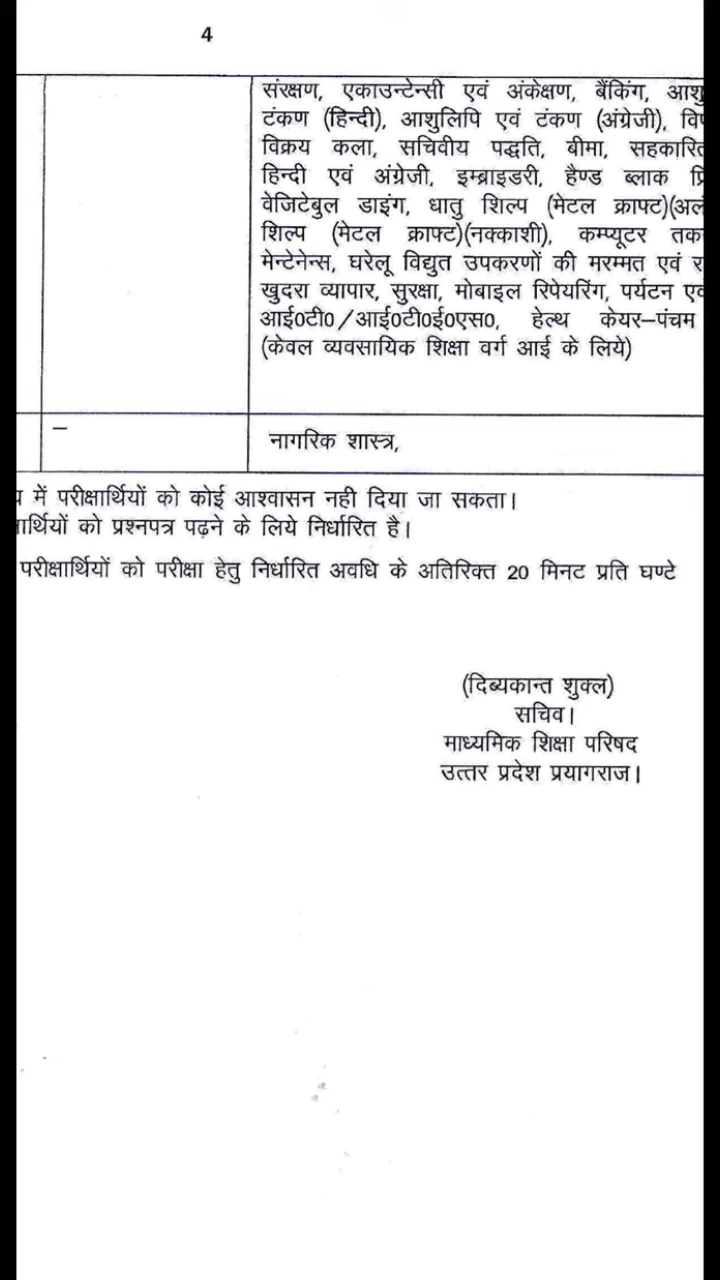 4
संरक्षण, एकाउन्टेन्सी एवं अंकेक्षण, बैंकिंग,
टंकण (हिन्दी), आशुलिपि एवं टंकण (अंग्रेजी),
विक्रय कला, सचिवीय पद्धति, बीमा,
हिन्दी एवं अंग्रेजी, इम्ब्राइडरी, हैण्ड ब्लाक
वेजिटेबुल डाइंग, धातु शिल्प (मेटल क्राफ्ट)
शिल्प (मेटल क्राफ्ट)(नक्काशी), कम्प्यूटर
मेन्टेनेन्स, घरेलू विद्युत उपकरणों की मरम्मत एवं
खुदरा व्यापार, सुरक्षा, मोबाइल रिपेयरिंग, पर्यटन
आई0टी0/आई0टी0ई0एस0, हेल्थ केयर–पंचम
(केवल व्यवसायिक शिक्षा वर्ग आई के लिये)
– नागरिक शास्त्र,
में परीक्षार्थियों को कोई आश्वासन नही दिया जा सकता।
को प्रश्नपत्र पढ़ने के लिये निर्धारित है।
परीक्षार्थियों को परीक्षा हेतु निर्धारित अवधि के अतिरिक्त 20 मिनट प्रति घण्टे
(दिब्यकान्त शुक्ल)
सचिव।
माध्यमिक शिक्षा परिषद
उत्तर प्रदेश प्रयागराज।